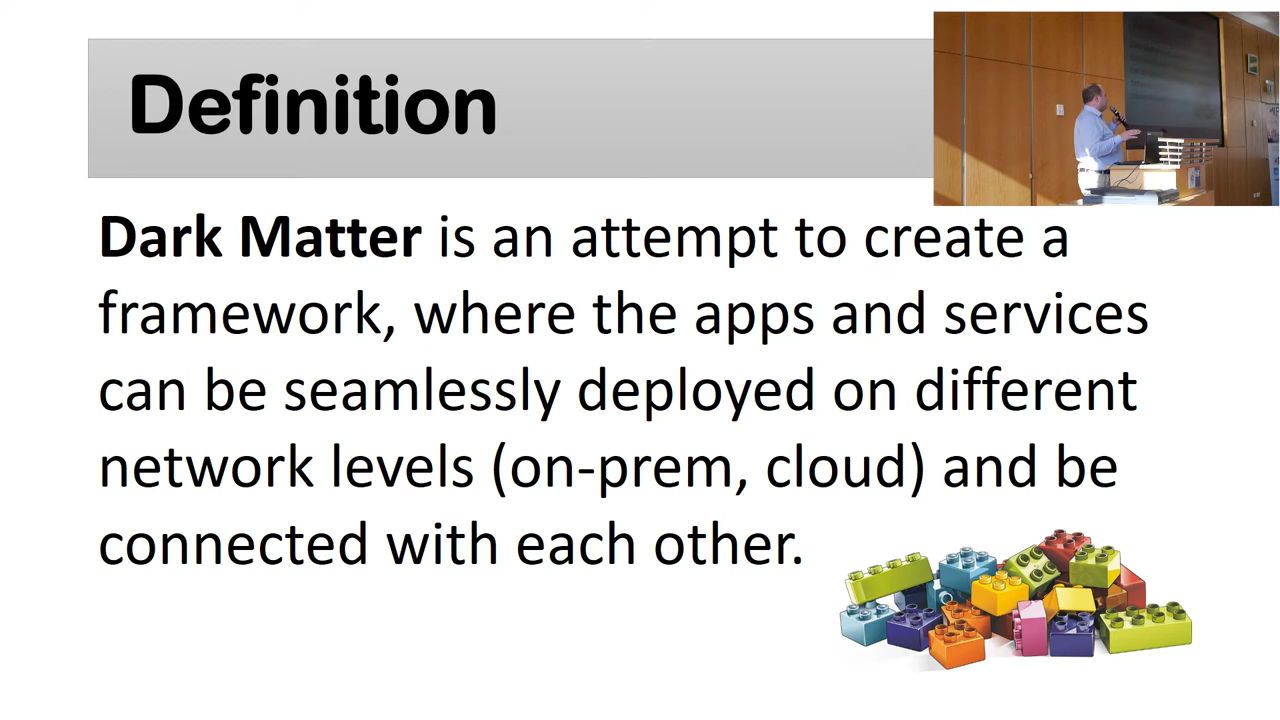 Definition
Dark Matter is an attempt to create a
framework, where the apps and services
can be seamlessly deployed on different
network levels (on-prem, cloud) and be
connected with each other.